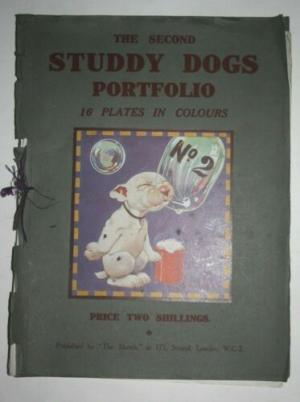 THE SECOND
STUDDY DOGS
PORTFOLIO
16 PLATES IN COLOURS
No 2
PRICE TWO SHILLINGS.
Published by "The Sketch," at 172, Strand, London, W.C.2.